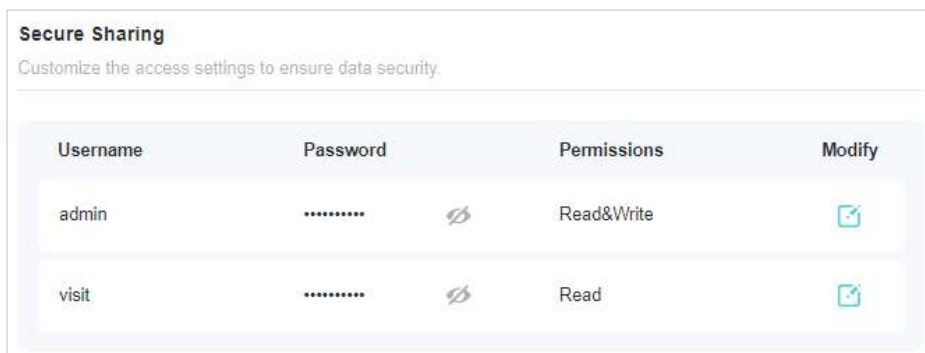 Secure Sharing
Customize the access settings to ensure data security.
Username Password Permissions Modify
admin •••••••••• Read&Write
visit •••••••••• Read